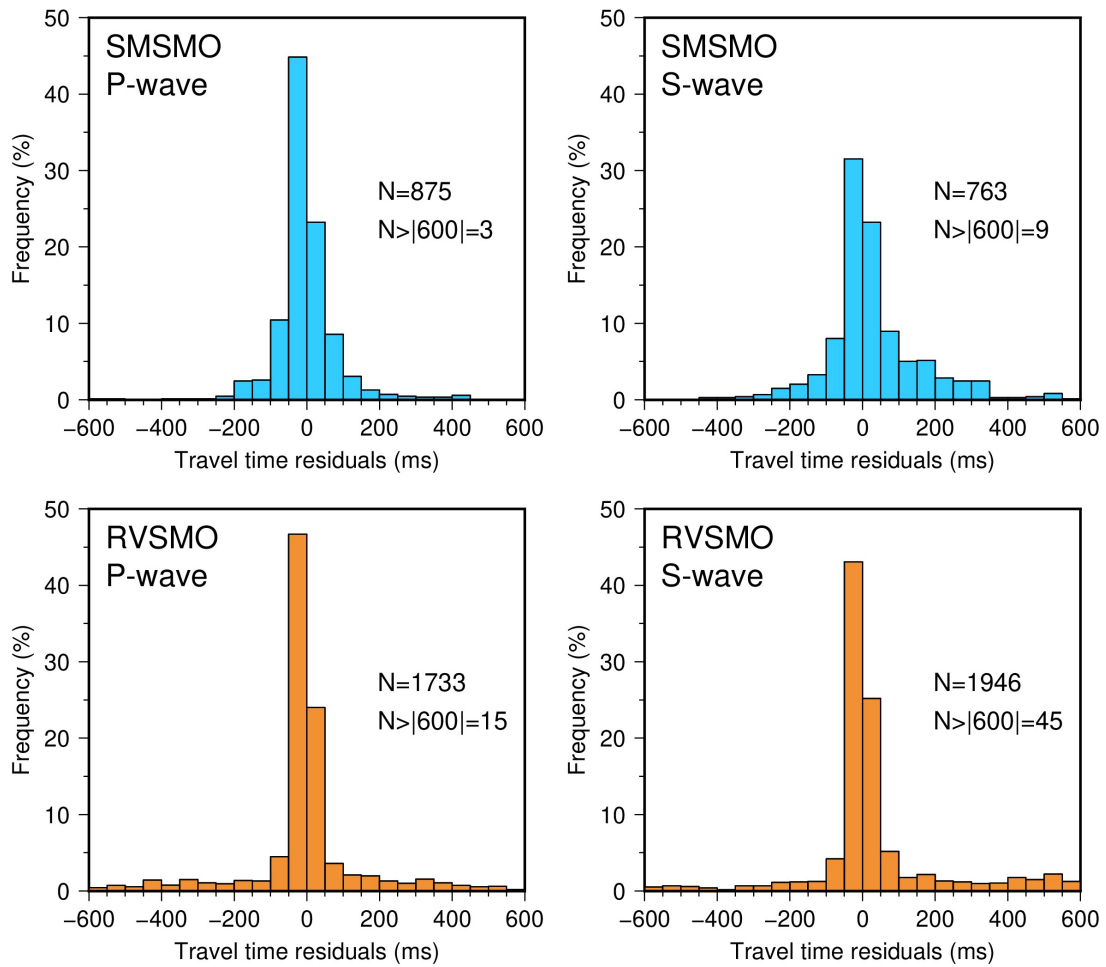 SMSMO
P-wave
N=875
N>|600|=3
50
40
30
20
10
0
Frequency (%)
−600 −400 −200 0 200 400 600
Travel time residuals (ms)
SMSMO
S-wave
N=763
N>|600|=9
50
40
30
20
10
0
Frequency (%)
−600 −400 −200 0 200 400 600
Travel time residuals (ms)
RVSMO
P-wave
N=1733
N>|600|=15
50
40
30
20
10
0
Frequency (%)
−600 −400 −200 0 200 400 600
Travel time residuals (ms)
RVSMO
S-wave
N=1946
N>|600|=45
50
40
30
20
10
0
Frequency (%)
−600 −400 −200 0 200 400 600
Travel time residuals (ms)